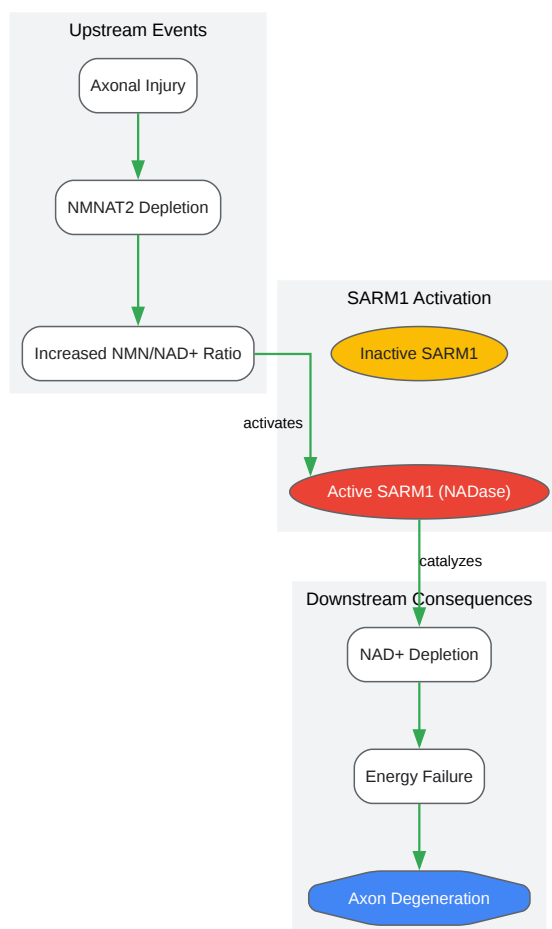 Upstream Events
Axonal Injury
NMNAT2 Depletion
Increased NMN/NAD+ Ratio
SARM1 Activation
Inactive SARM1
activates
Active SARM1 (NADase)
catalyzes
Downstream Consequences
NAD+ Depletion
Energy Failure
Axon Degeneration